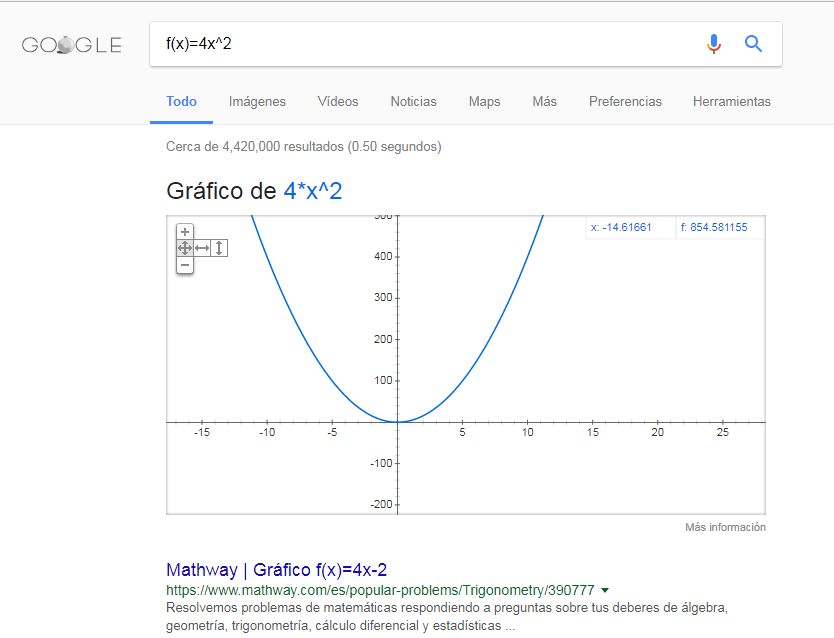 GOOGLE
f(x)=4x^2
Todo Imágenes Vídeos Noticias Maps Más Preferencias Herramientas
Cerca de 4,420,000 resultados (0.50 segundos)
Gráfico de 4*x^2
x: -14.61661 f: 854.581155
500
400
300
200
100
-15 -10 -5 5 10 15 20 25
-100
-200
Más información
Mathway | Gráfico f(x)=4x-2
https://www.mathway.com/es/popular-problems/Trigonometry/390777
Resolvemos problemas de matemáticas respondiendo a preguntas sobre tus deberes de álgebra,
geometría, trigonometría, cálculo diferencial y estadísticas ...